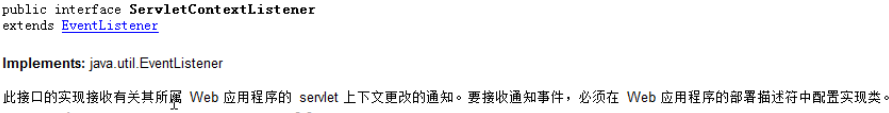 public interface ServletContextListener
extends EventListener
Implements: java.util.EventListener
此接口的实现接收有关其所属 Web 应用程序的 servlet 上下文更改的通知。要接收通知事件，必须在 Web 应用程序的部署描述符中配置实现类。